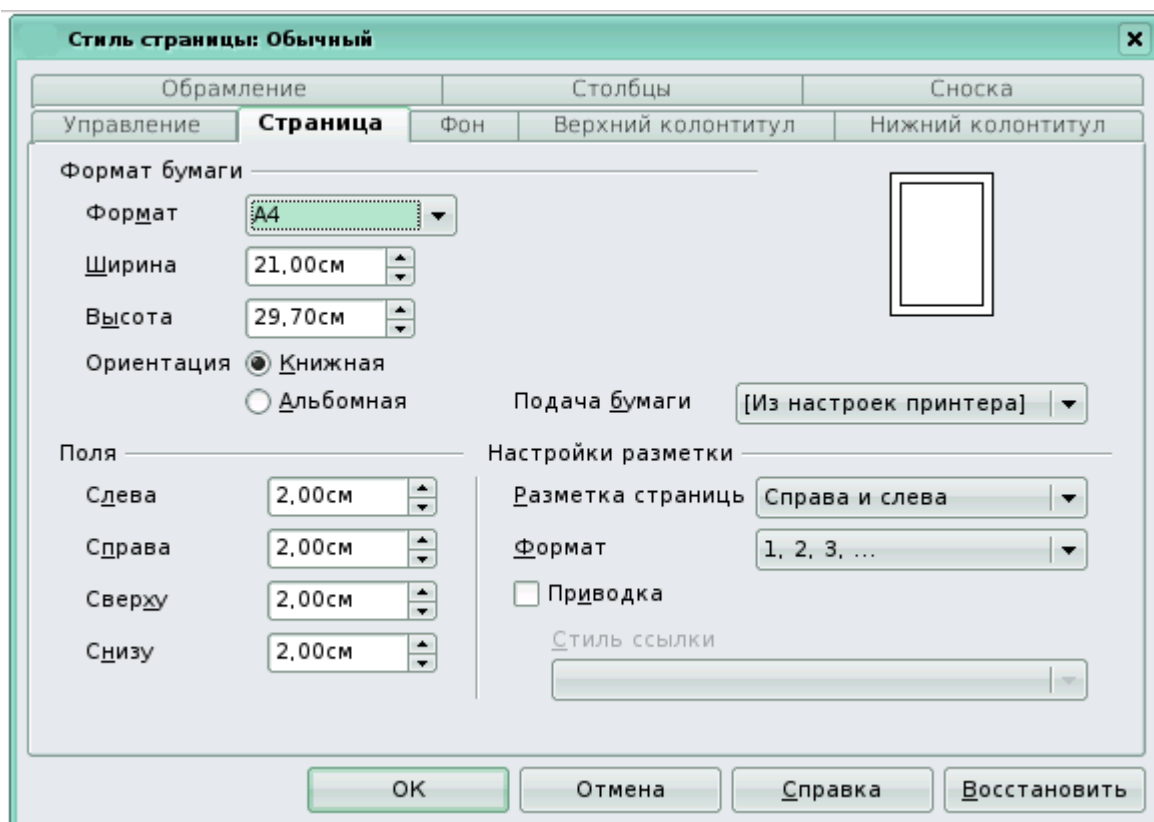 Стиль страницы: Обычный
Обрамление Столбцы Сноска
Управление Страница Фон Верхний колонтитул Нижний колонтитул
Формат бумаги
Формат A4
Ширина 21,00см
Высота 29,70см
Ориентация Книжная
Альбомная Подача бумаги [Из настроек принтера]
Поля Настройки разметки
Слева 2,00см Разметка страниць Справа и слева
Справа 2,00см Формат 1, 2, 3, ...
Сверху 2,00см Приводка
Снизу 2,00см Стиль ссылки
OK Отмена Справка Восстановить